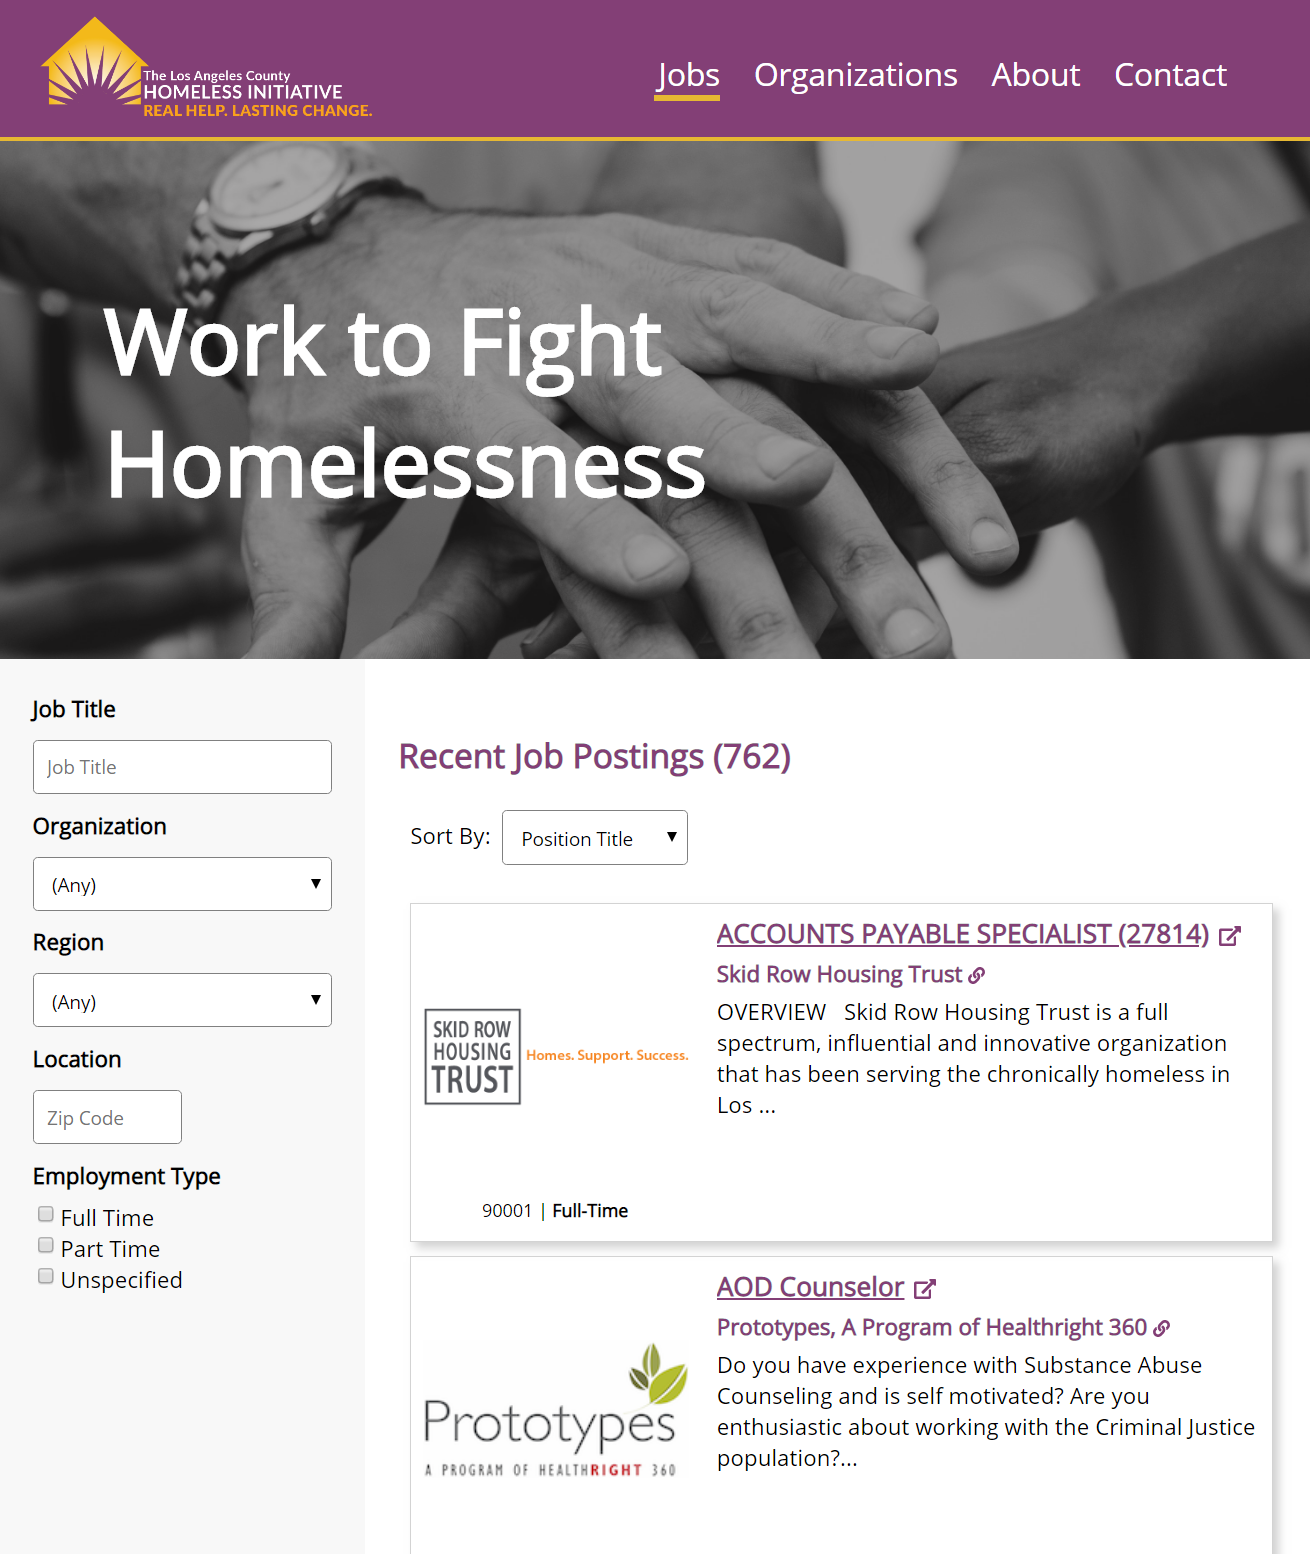 The Los Angeles County
HOMELESS INITIATIVE
REAL HELP. LASTING CHANGE.
Jobs Organizations About Contact
Work to Fight
Homelessness
Job Title
Job Title
Organization
(Any)
Region
(Any)
Location
Zip Code
Employment Type
Full Time
Part Time
Unspecified
Recent Job Postings (762)
Sort By: Position Title
SKID ROW
HOUSING
TRUST
Homes. Support. Success.
90001 | Full-Time
ACCOUNTS PAYABLE SPECIALIST (27814)
Skid Row Housing Trust
OVERVIEW Skid Row Housing Trust is a full
spectrum, influential and innovative organization
that has been serving the chronically homeless in
Los ...
Prototypes
A PROGRAM OF HEALTHRIGHT 360
AOD Counselor
Prototypes, A Program of Healthright 360
Do you have experience with Substance Abuse
Counseling and is self motivated? Are you
enthusiastic about working with the Criminal Justice
population?...